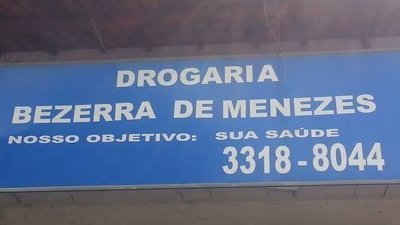 DROGARIA
BEZERRA DE MENEZES
NOSSO OBJETIVO: SUA SAÚDE
3318-8044